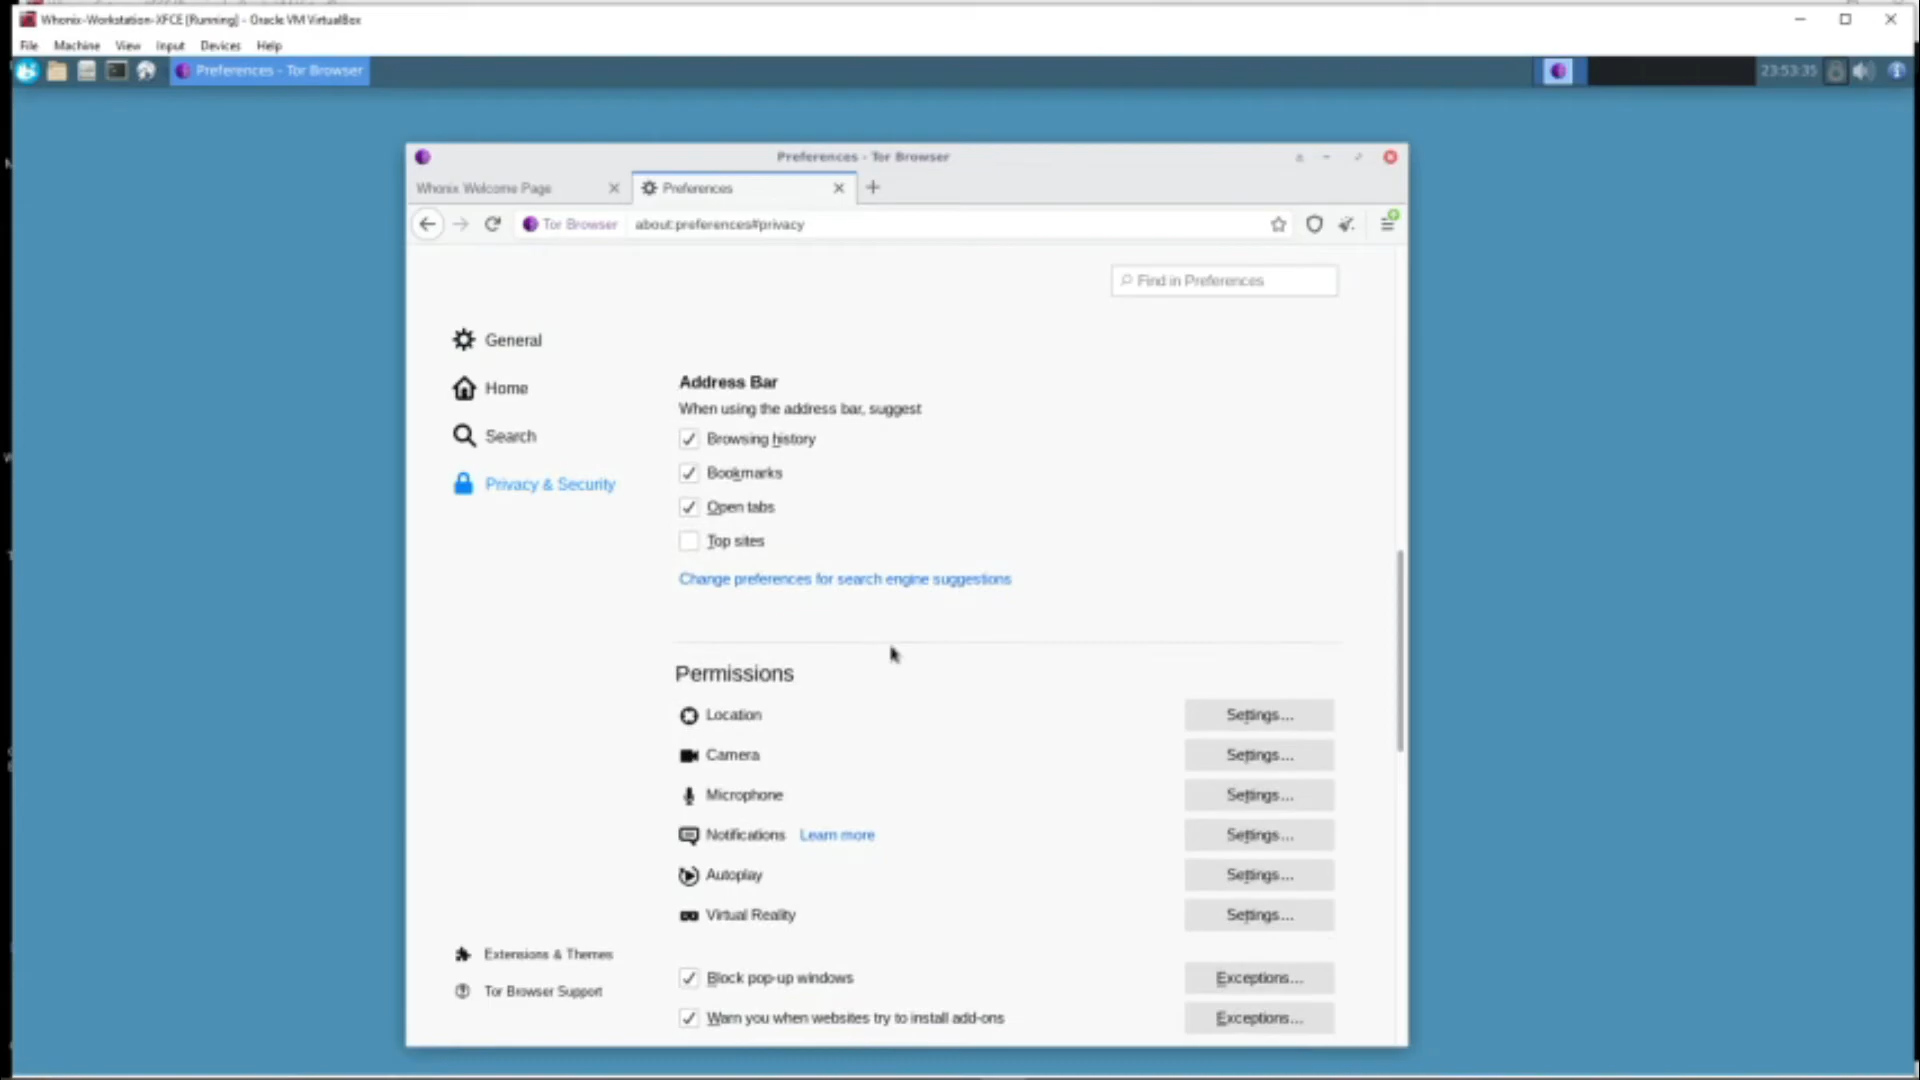 Whonix-Workstation-XFCE [Running] - Oracle VM VirtualBox
File Machine View Input Devices Help
Preferences - Tor Browser
23:53:35
Preferences - Tor Browser
Whonix Welcome Page
Preferences
Tor Browser
about:preferences#privacy
Find in Preferences
General
Home
Search
Privacy & Security
Address Bar
When using the address bar, suggest
Browsing history
Bookmarks
Open tabs
Top sites
Change preferences for search engine suggestions
Permissions
Location Settings...
Camera Settings...
Microphone Settings...
Notifications Learn more Settings...
Autoplay Settings...
Virtual Reality Settings...
Extensions & Themes
Tor Browser Support
Block pop-up windows Exceptions...
Warn you when websites try to install add-ons Exceptions...